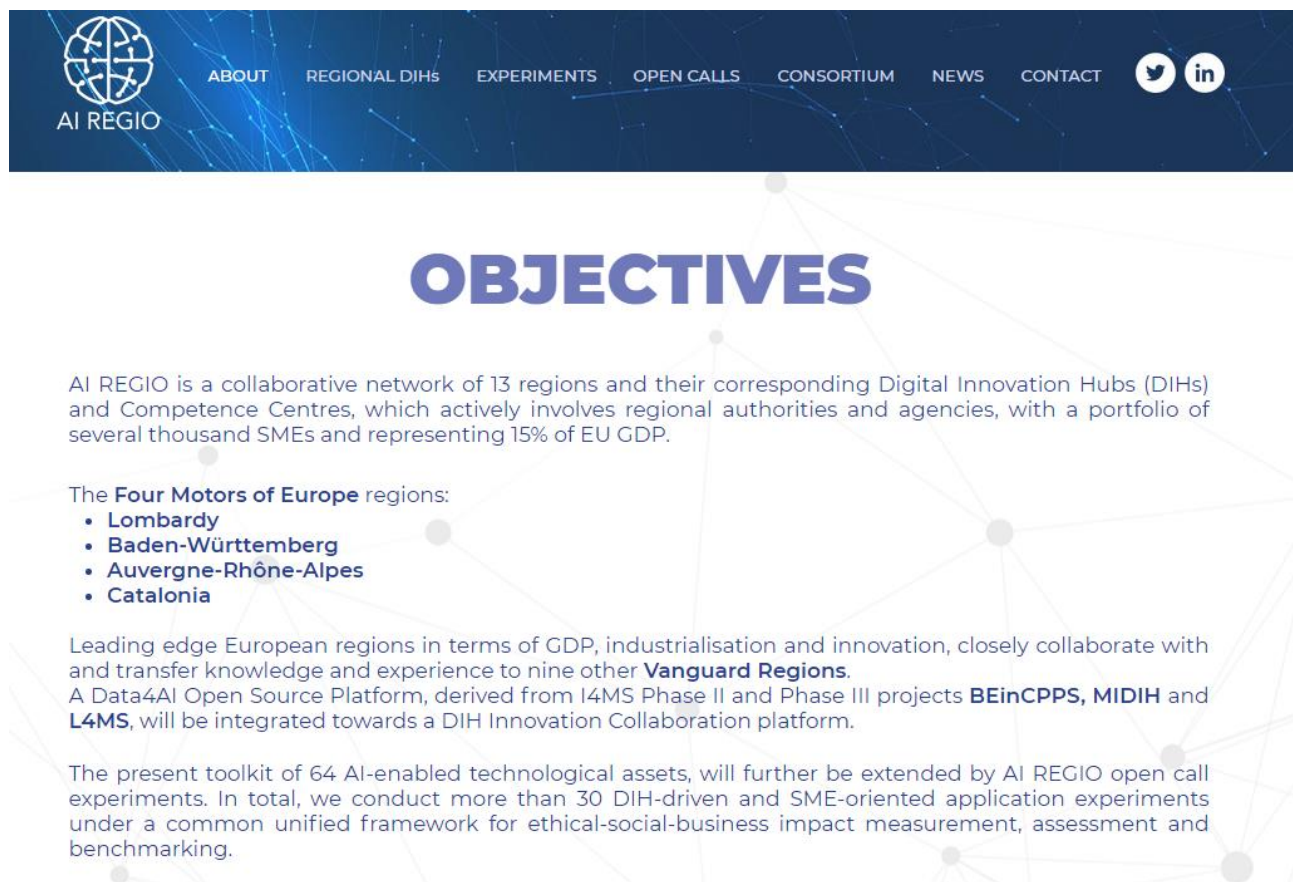 AI REGIO
ABOUT REGIONAL DIHs EXPERIMENTS OPEN CALLS CONSORTIUM NEWS CONTACT
in
OBJECTIVES
AI REGIO is a collaborative network of 13 regions and their corresponding Digital Innovation Hubs (DIHs)
and Competence Centres, which actively involves regional authorities and agencies, with a portfolio of
several thousand SMEs and representing 15% of EU GDP.
The Four Motors of Europe regions:
• Lombardy
• Baden-Württemberg
• Auvergne-Rhône-Alpes
• Catalonia
Leading edge European regions in terms of GDP, industrialisation and innovation, closely collaborate with
and transfer knowledge and experience to nine other Vanguard Regions.
A Data4AI Open Source Platform, derived from I4MS Phase II and Phase III projects BEinCPPS, MIDIH and
L4MS, will be integrated towards a DIH Innovation Collaboration platform.
The present toolkit of 64 AI-enabled technological assets, will further be extended by AI REGIO open call
experiments. In total, we conduct more than 30 DIH-driven and SME-oriented application experiments
under a common unified framework for ethical-social-business impact measurement, assessment and
benchmarking.